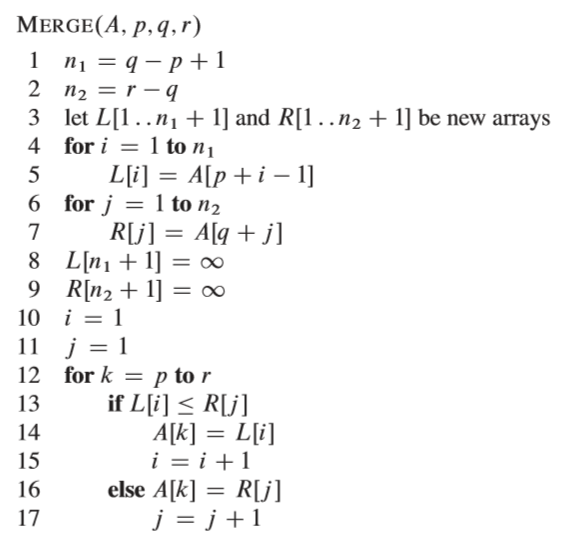 MERGE(A, p, q, r)
1 n₁ = q − p + 1
2 n₂ = r − q
3 let L[1 . . n₁ + 1] and R[1 . . n₂ + 1] be new arrays
4 for i = 1 to n₁
5 L[i] = A[p + i − 1]
6 for j = 1 to n₂
7 R[j] = A[q + j]
8 L[n₁ + 1] = ∞
9 R[n₂ + 1] = ∞
10 i = 1
11 j = 1
12 for k = p to r
13 if L[i] ≤ R[j]
14 A[k] = L[i]
15 i = i + 1
16 else A[k] = R[j]
17 j = j + 1